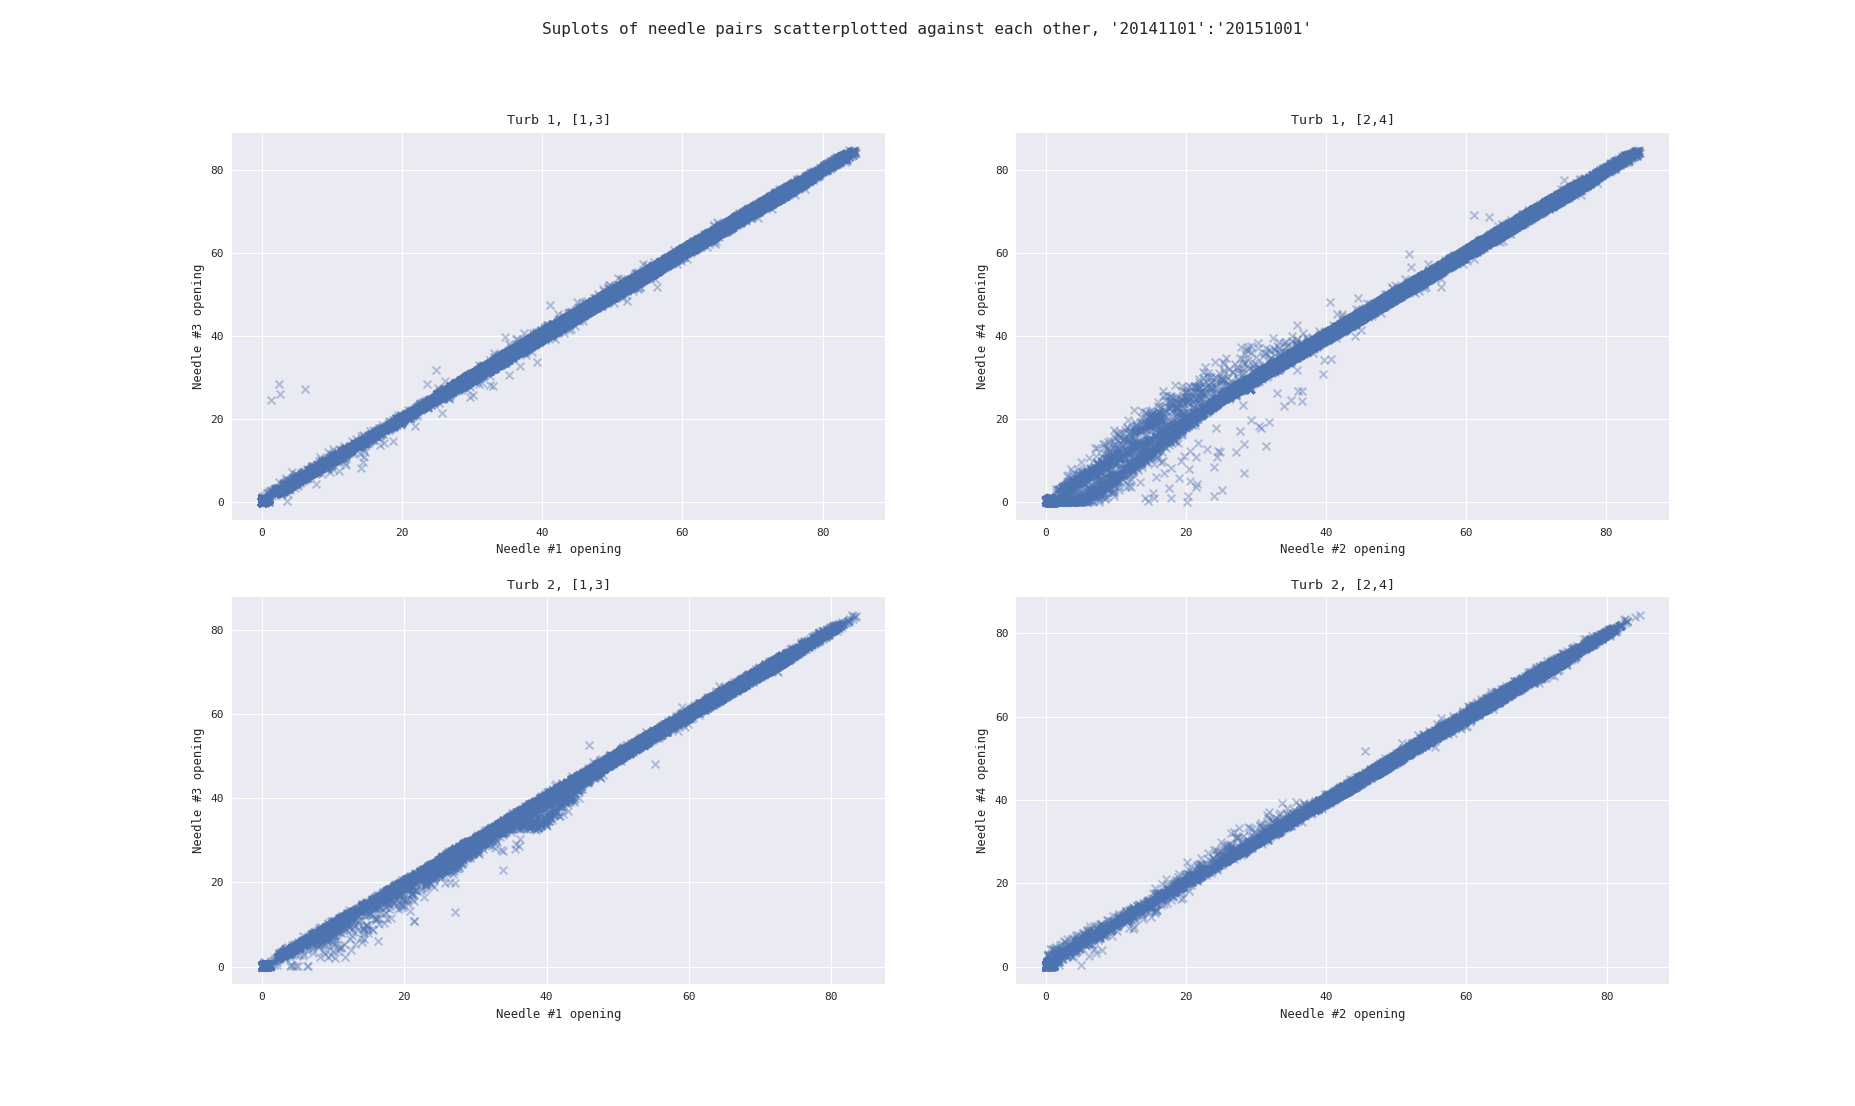 Suplots of needle pairs scatterplotted against each other, '20141101':'20151001'
Turb 1, [1,3]
80
60
40
20
0
Needle #3 opening
0 20 40 60 80
Needle #1 opening
Turb 1, [2,4]
80
60
40
20
0
Needle #4 opening
0 20 40 60 80
Needle #2 opening
Turb 2, [1,3]
80
60
40
20
0
Needle #3 opening
0 20 40 60 80
Needle #1 opening
Turb 2, [2,4]
80
60
40
20
0
Needle #4 opening
0 20 40 60 80
Needle #2 opening